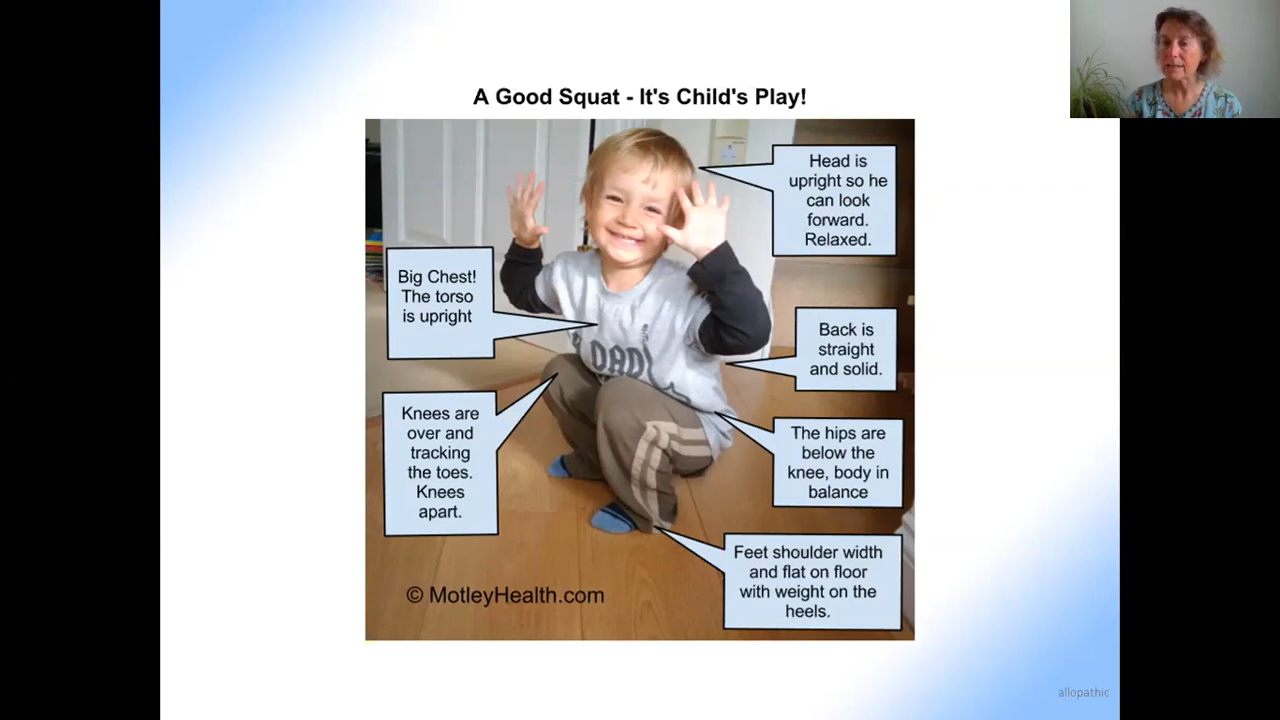 A Good Squat - It's Child's Play!
Head is
upright so he
can look
forward.
Relaxed.
Big Chest!
The torso
is upright
Back is
straight
and solid.
Knees are
over and
tracking
the toes.
Knees
apart.
The hips are
below the
knee, body in
balance
Feet shoulder width
and flat on floor
with weight on the
heels.
DADD
© MotleyHealth.com
allopathic